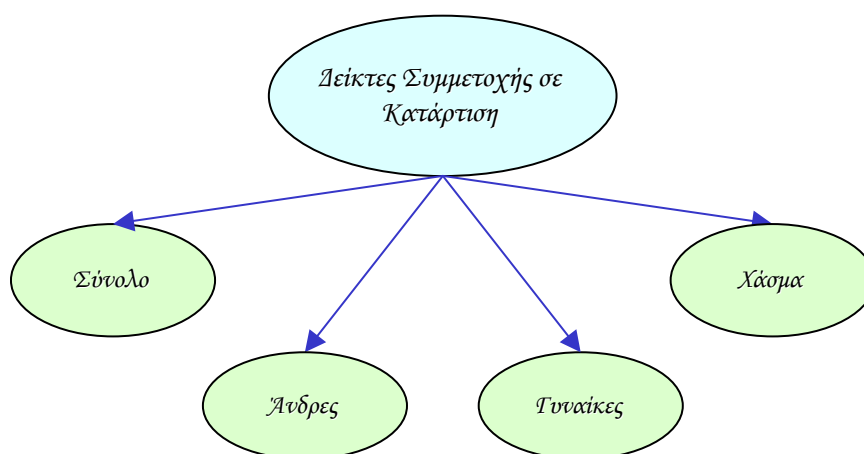 Δείκτες Συμμετοχής σε
Κατάρτιση
Σύνολο
Χάσμα
Άνδρες
Γυναίκες